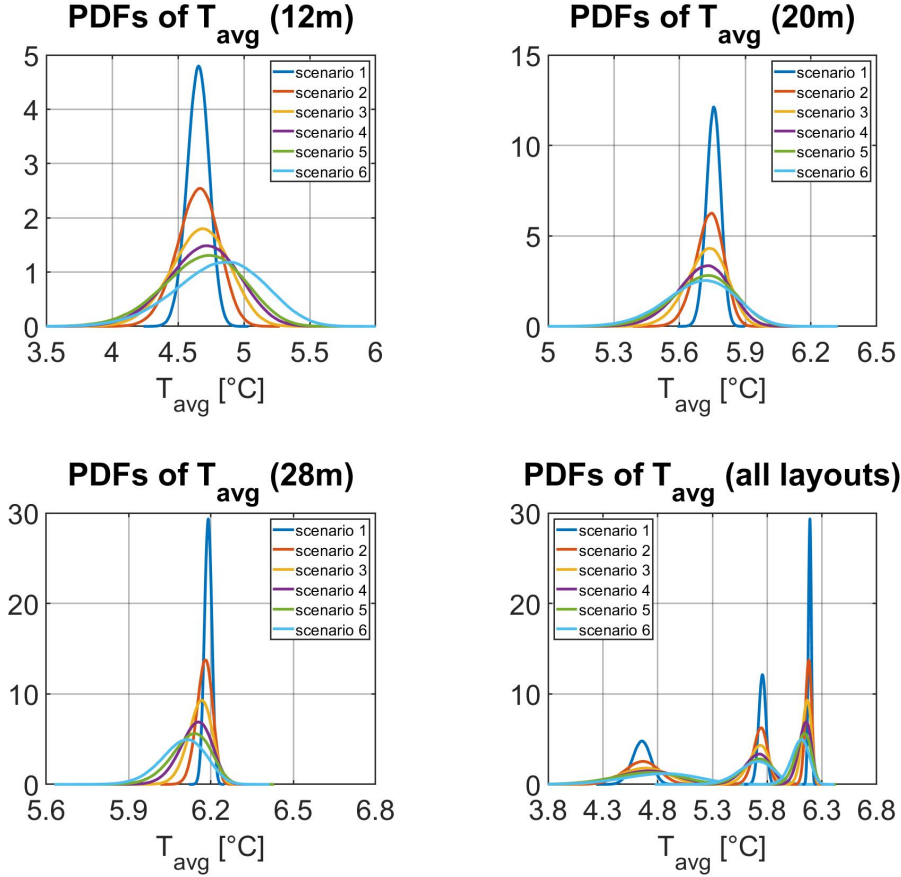 PDFs of T_avg (12m)
5
4
3
2
1
0
scenario 1
scenario 2
scenario 3
scenario 4
scenario 5
scenario 6
3.5 4 4.5 5 5.5 6
T_avg [°C]
PDFs of T_avg (20m)
15
10
5
0
scenario 1
scenario 2
scenario 3
scenario 4
scenario 5
scenario 6
5 5.3 5.6 5.9 6.2 6.5
T_avg [°C]
PDFs of T_avg (28m)
30
20
10
0
scenario 1
scenario 2
scenario 3
scenario 4
scenario 5
scenario 6
5.6 5.9 6.2 6.5 6.8
T_avg [°C]
PDFs of T_avg (all layouts)
30
20
10
0
scenario 1
scenario 2
scenario 3
scenario 4
scenario 5
scenario 6
3.8 4.3 4.8 5.3 5.8 6.3 6.8
T_avg [°C]